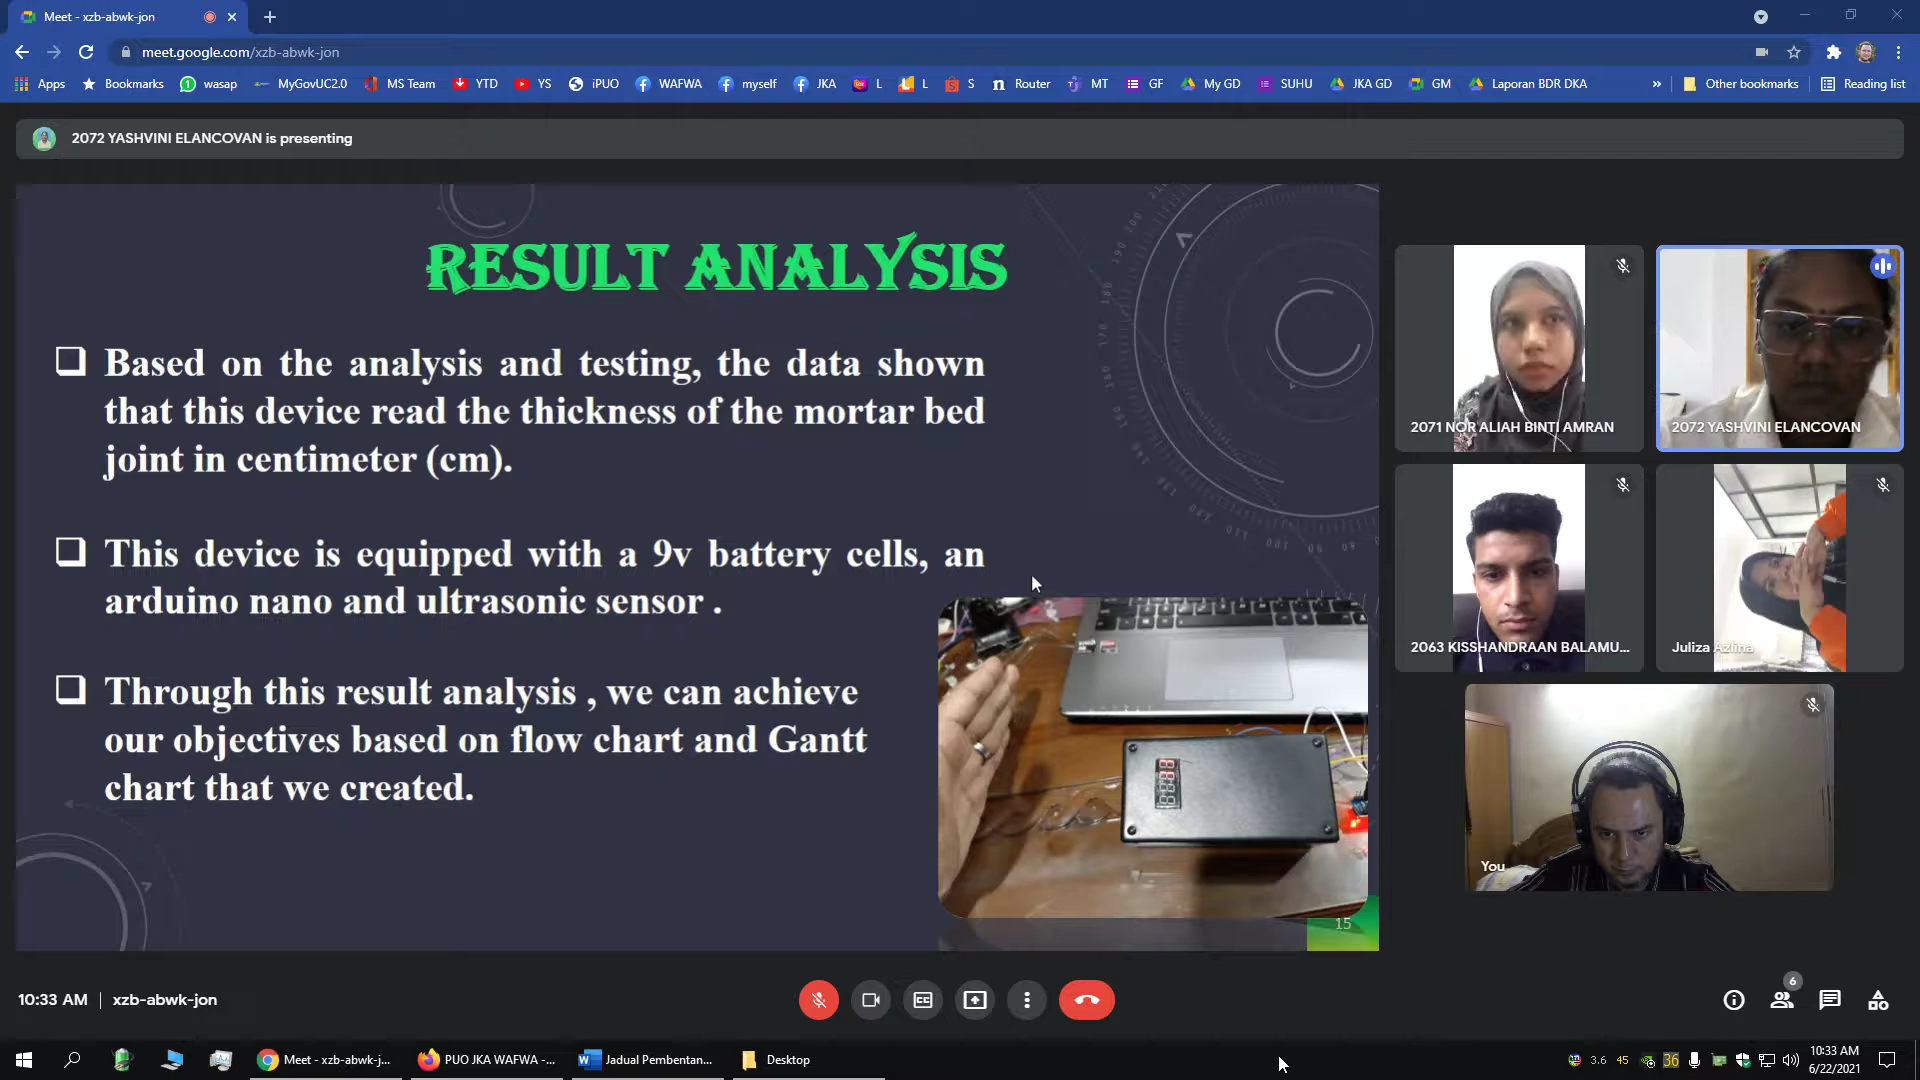 Meet - xzb-abwk-jon
meet.google.com/xzb-abwk-jon
Apps Bookmarks wasap MyGovUC2.0 MS Team YTD YS iPUO WAFWA myself JKA L L S Router MT GF My GD SUHU JKA GD GM Laporan BDR DKA » Other bookmarks Reading list
2072 YASHVINI ELANCOVAN is presenting
RESULT ANALYSIS
Based on the analysis and testing, the data shown
that this device read the thickness of the mortar bed
joint in centimeter (cm).
This device is equipped with a 9v battery cells, an
arduino nano and ultrasonic sensor .
Through this result analysis , we can achieve
our objectives based on flow chart and Gantt
chart that we created.
15
2071 NOR ALIAH BINTI AMRAN
2072 YASHVINI ELANCOVAN
2063 KISSHANDRAAN BALAMU...
Juliza Azlina
You
10:33 AM | xzb-abwk-jon
CC
6
Meet - xzb-abwk-j...
PUO JKA WAFWA -...
Jadual Pembentan...
Desktop
3.6 45 36
10:33 AM
6/22/2021